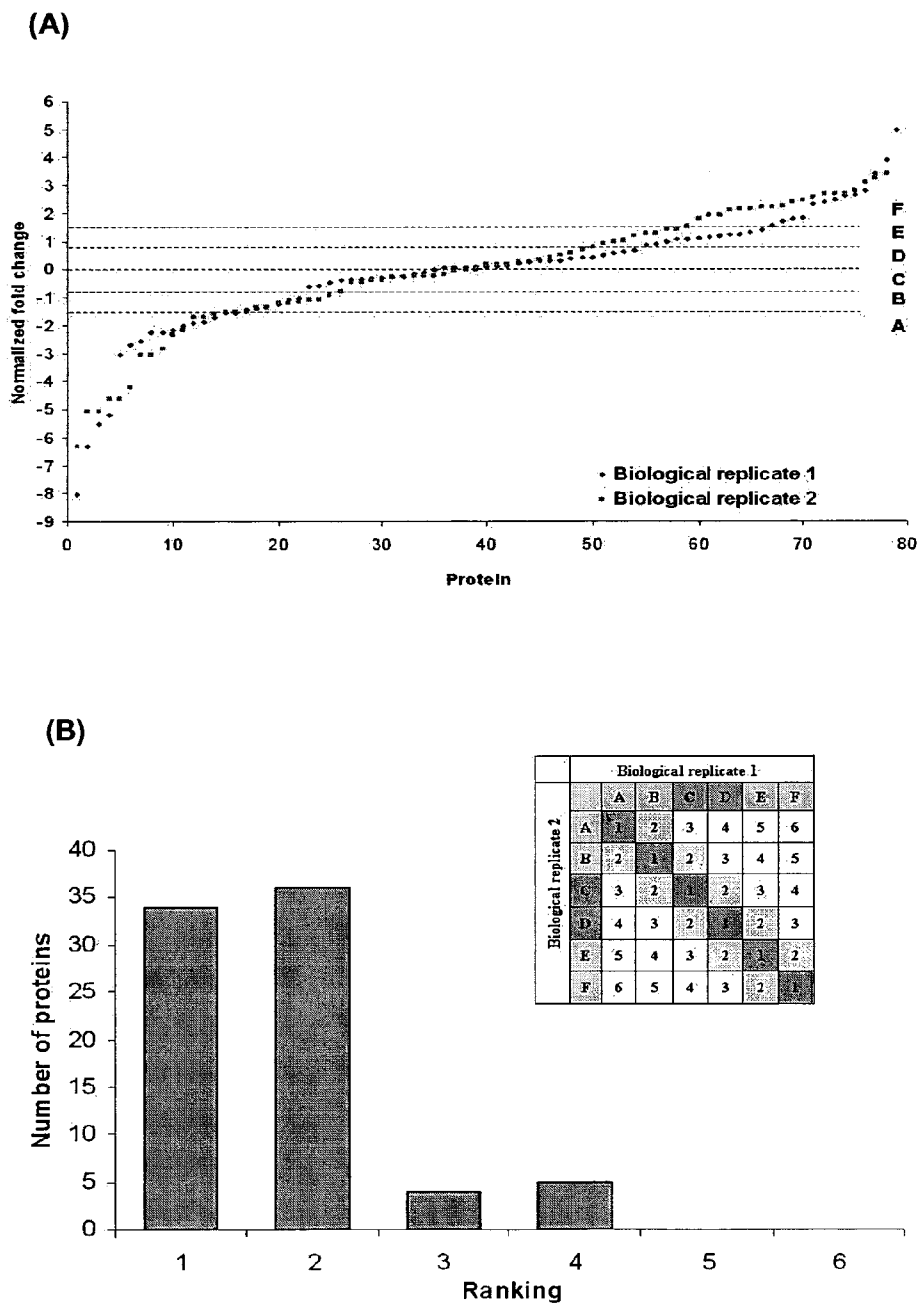 (A)
6
5
4
3
2
1
0
-1
-2
-3
-4
-5
-6
-7
-8
-9
Normalized fold change
F
E
D
C
B
A
Biological replicate 1
Biological replicate 2
0 10 20 30 40 50 60 70 80
Protein
(B)
Biological replicate 1
Biological replicate 2
A B C D E F
A 1 2 3 4 5 6
B 2 1 2 3 4 5
C 3 2 1 2 3 4
D 4 3 2 1 2 3
E 5 4 3 2 1 2
F 6 5 4 3 2 1
40
35
30
25
20
15
10
5
0
Number of proteins
1 2 3 4 5 6
Ranking